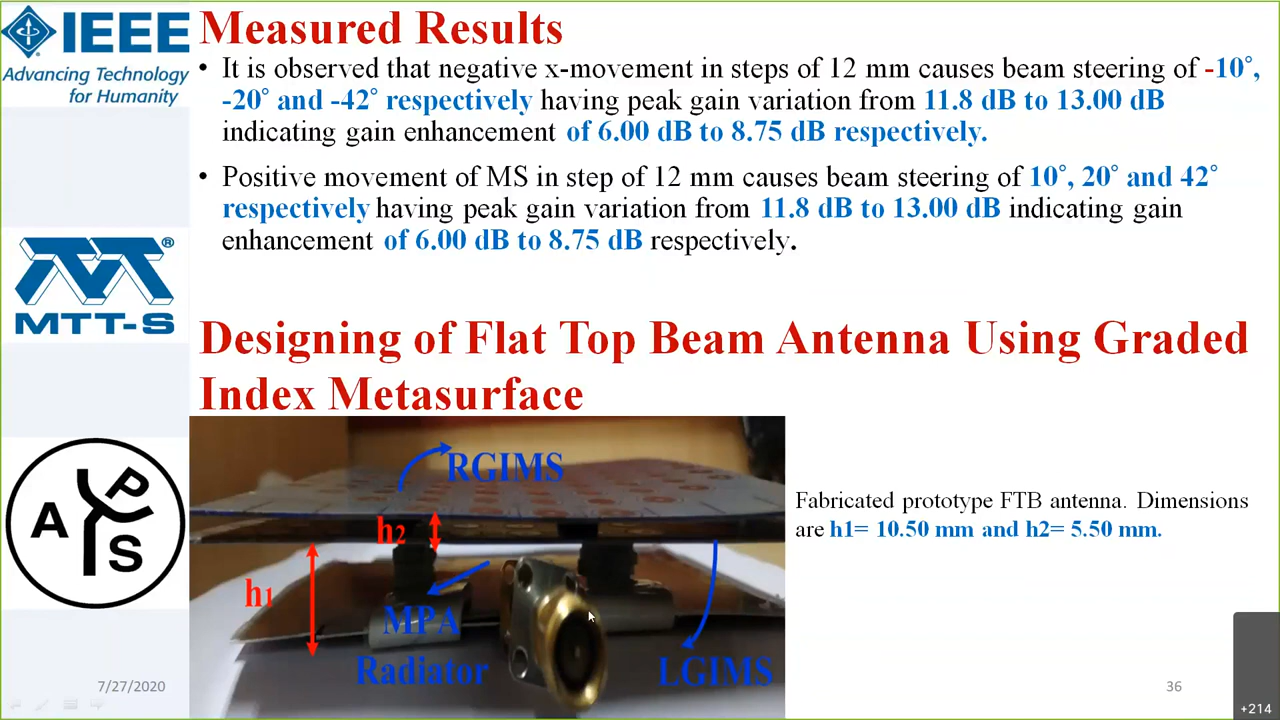 IEEE
Advancing Technology
for Humanity
Measured Results
• It is observed that negative x-movement in steps of 12 mm causes beam steering of -10˚,
-20˚ and -42˚ respectively having peak gain variation from 11.8 dB to 13.00 dB
indicating gain enhancement of 6.00 dB to 8.75 dB respectively.
• Positive movement of MS in step of 12 mm causes beam steering of 10˚, 20˚ and 42˚
respectively having peak gain variation from 11.8 dB to 13.00 dB indicating gain
enhancement of 6.00 dB to 8.75 dB respectively.
MTT-S®
Designing of Flat Top Beam Antenna Using Graded
Index Metasurface
APS
RGIMS
h2
h1
MPA
Radiator
LGIMS
Fabricated prototype FTB antenna. Dimensions
are h1= 10.50 mm and h2= 5.50 mm.
7/27/2020
36
+214